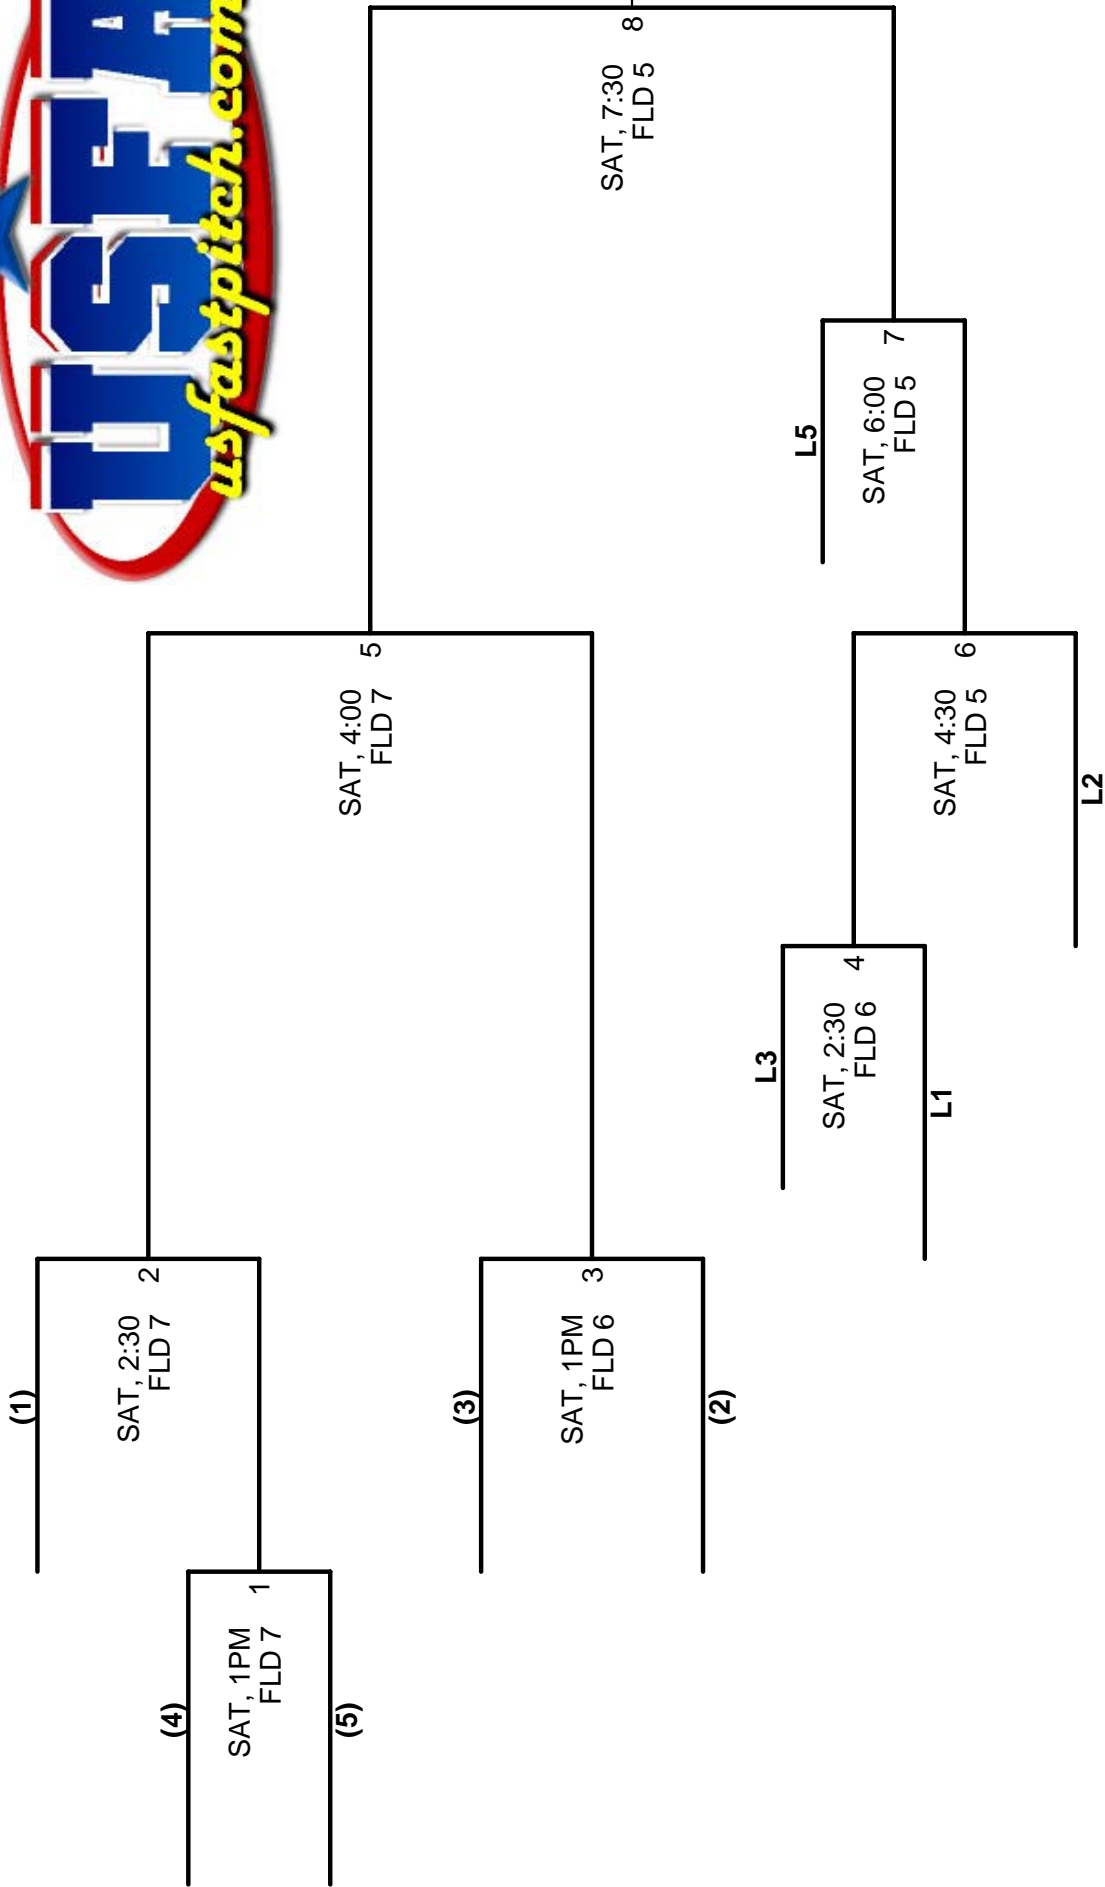 USFA
usfastpitch.com
(1)
SAT, 2:30
FLD 7
2
(4)
SAT, 1PM
FLD 7
1
(5)
SAT, 4:00
FLD 7
5
(3)
SAT, 1PM
FLD 6
3
(2)
SAT, 7:30
FLD 5
8
L3
SAT, 2:30
FLD 6
4
L1
L5
SAT, 6:00
FLD 5
7
SAT, 4:30
FLD 5
6
L2